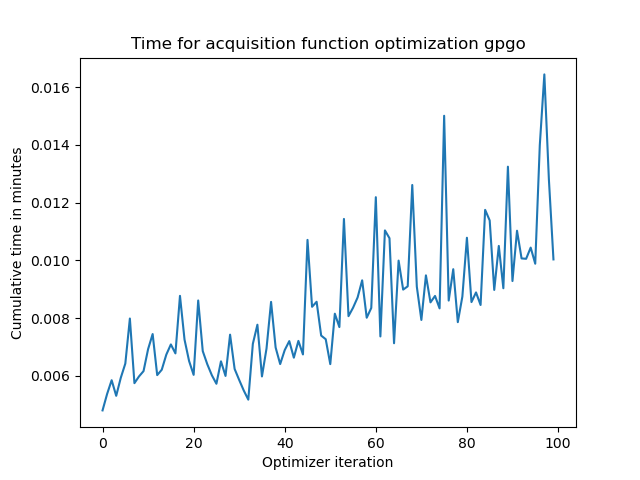 Time for acquisition function optimization gpgo
0.016
0.014
0.012
0.010
0.008
0.006
Cumulative time in minutes
0 20 40 60 80 100
Optimizer iteration